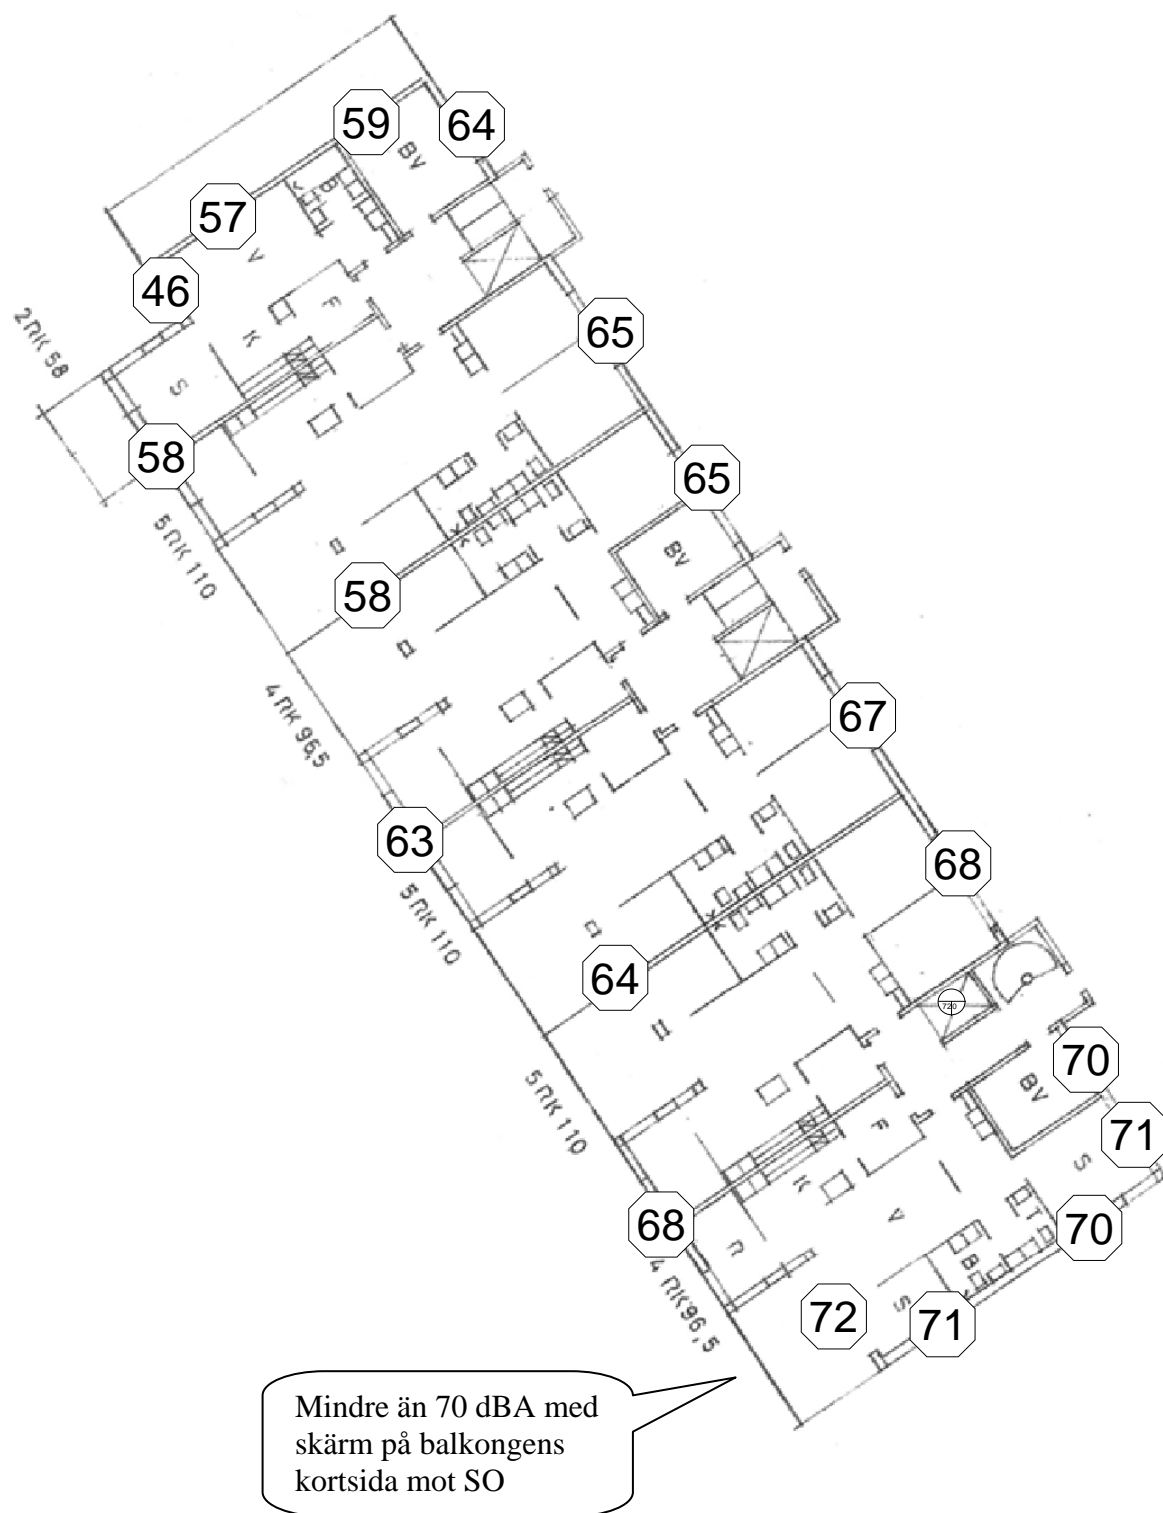 59
64
BV
57
B
V
46
F
K
2 RK 58
S
65
58
65
5 RK 110
K
K
BV
58
4 RK 96,5
67
63
68
5 RK 110
K
K
64
720
70
5 RK 110
BV
F
71
S
K
68
V
T
70
R
B
4 RK 96,5
72
S
71
Mindre än 70 dBA med
skärm på balkongens
kortsida mot SO